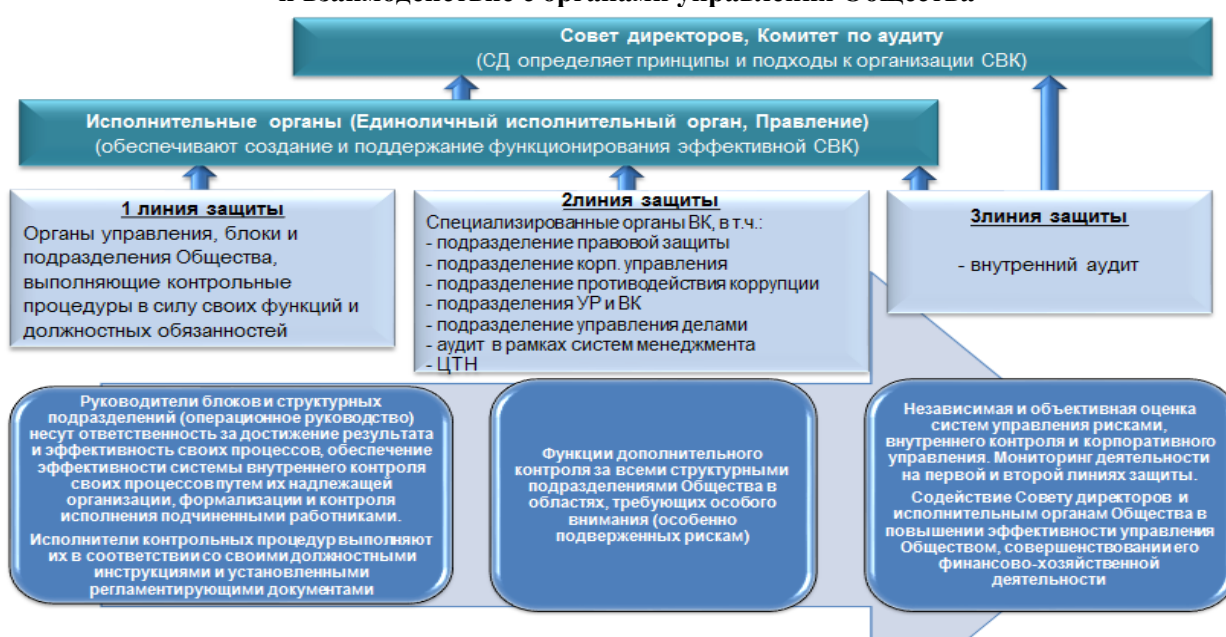 и взаимодействие с органами управления Общества
Совет директоров, Комитет по аудиту
(СД определяет принципы и подходы к организации СВК)
Исполнительные органы (Единоличный исполнительный орган, Правление)
(обеспечивают создание и поддержание функционирования эффективной СВК)
1 линия защиты
Органы управления, блоки и
подразделения Общества,
выполняющие контрольные
процедуры в силу своих функций и
должностных обязанностей
2линия защиты
Специализированные органы ВК, в т.ч.:
- подразделение правовой защиты
- подразделение корп. управления
- подразделение противодействия коррупции
- подразделения УР и ВК
- подразделение управления делами
- аудит в рамках систем менеджмента
- ЦТН
3линия защиты
- внутренний аудит
Руководители блоков и структурных
подразделений (операционное руководство)
несут ответственность за достижение результата
и эффективность своих процессов, обеспечение
эффективности системы внутреннего контроля
своих процессов путем их надлежащей
организации, формализации и контроля
исполнения подчиненными работниками.
Исполнители контрольных процедур выполняют
их в соответствии со своими должностными
инструкциями и установленными
регламентирующими документами
Функции дополнительного
контроля за всеми структурными
подразделениями Общества в
областях, требующих особого
внимания (особенно
подверженных рискам)
Независимая и объективная оценка
систем управления рисками,
внутреннего контроля и корпоративного
управления. Мониторинг деятельности
на первой и второй линиях защиты.
Содействие Совету директоров и
исполнительным органам Общества в
повышении эффективности управления
Обществом, совершенствовании его
финансово-хозяйственной
деятельности